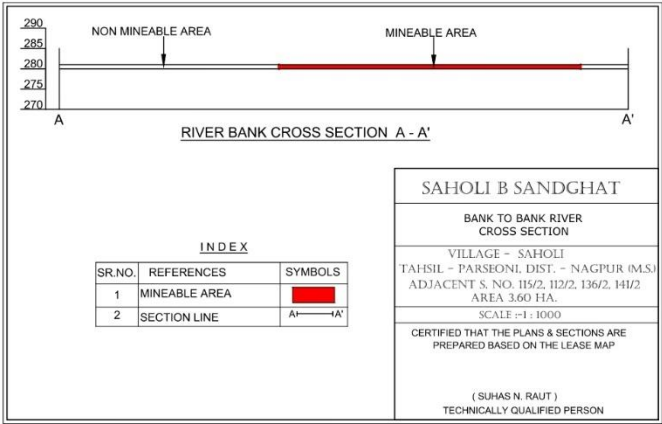 290
285
280
275
270
NON MINEABLE AREA
MINEABLE AREA
A
A'
RIVER BANK CROSS SECTION A - A'
INDEX
SR.NO. REFERENCES SYMBOLS
1 MINEABLE AREA
2 SECTION LINE A A'
SAHOLI B SANDGHAT
BANK TO BANK RIVER
CROSS SECTION
VILLAGE - SAHOLI
TAHSIL - PARSEONI, DIST. - NAGPUR (M.S.)
ADJACENT S. NO. 115/2, 112/2, 136/2, 141/2
AREA 3.60 HA.
SCALE :-1 : 1000
CERTIFIED THAT THE PLANS & SECTIONS ARE
PREPARED BASED ON THE LEASE MAP
( SUHAS N. RAUT )
TECHNICALLY QUALIFIED PERSON